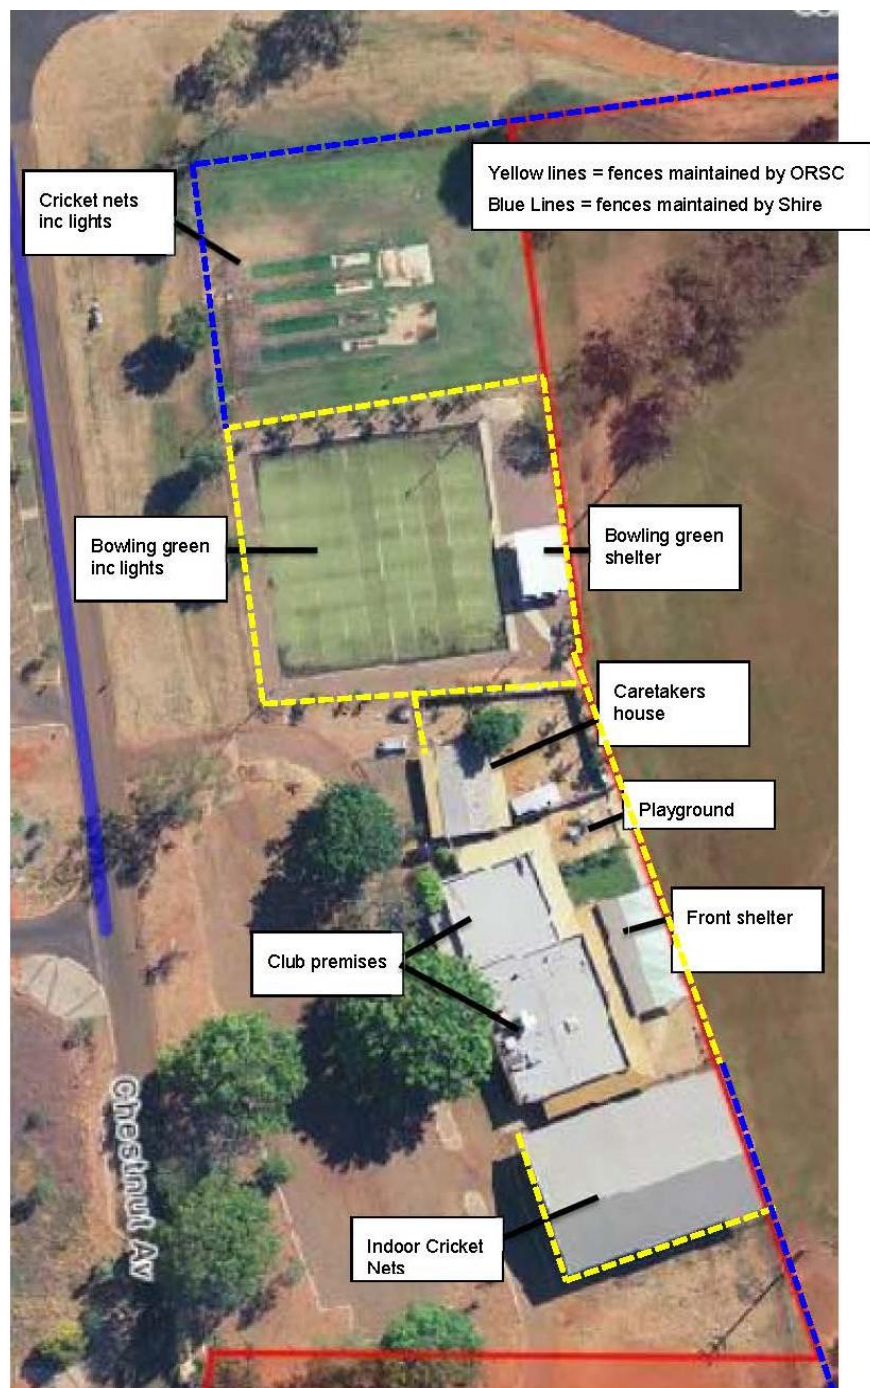 Yellow lines = fences maintained by ORSC
Blue Lines = fences maintained by Shire
Cricket nets
inc lights
Bowling green
inc lights
Bowling green
shelter
Caretakers
house
Playground
Front shelter
Club premises
Chestnut Av
Indoor Cricket
Nets